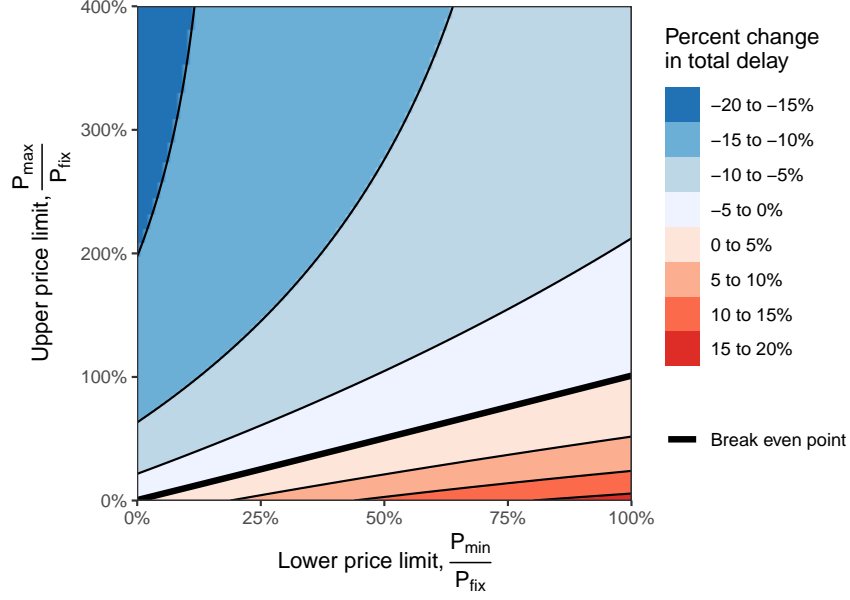 400%
300%
200%
100%
0%
Upper price limit, Pmax
Pfix
0%
25%
50%
75%
100%
Lower price limit, Pmin
Pfix
Percent change
in total delay
−20 to −15%
−15 to −10%
−10 to −5%
−5 to 0%
0 to 5%
5 to 10%
10 to 15%
15 to 20%
Break even point